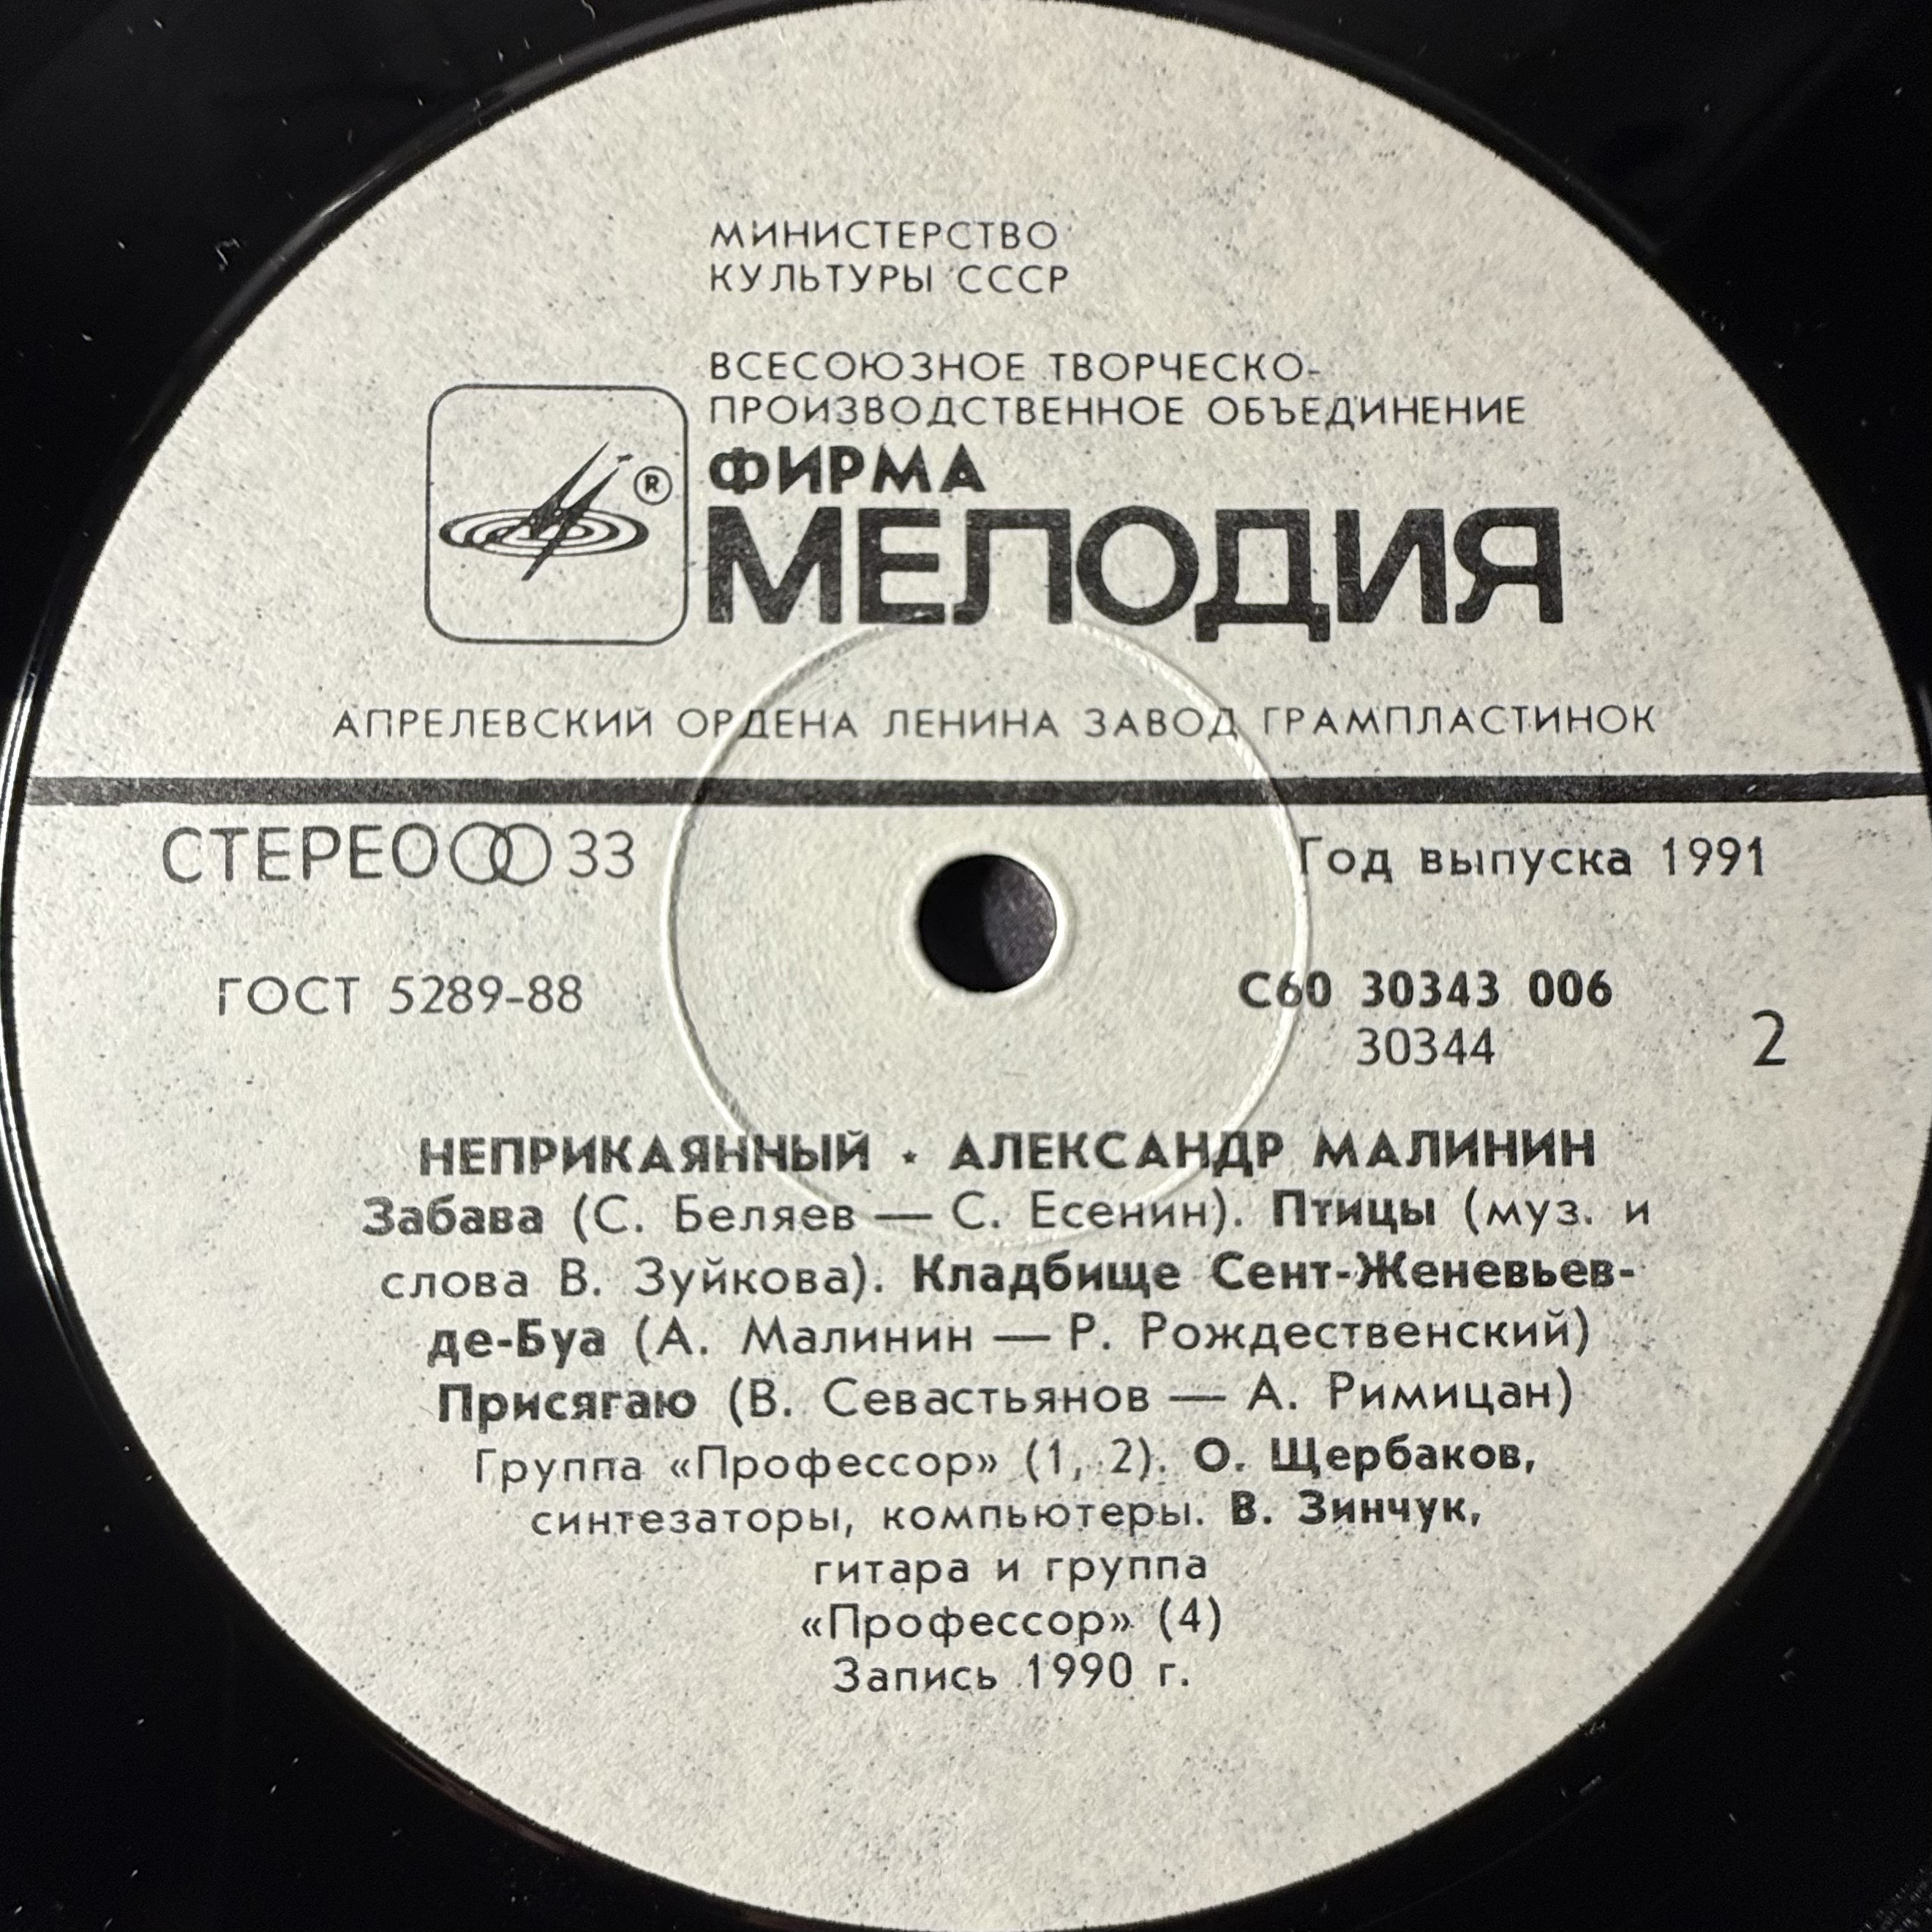 МИНИСТЕРСТВО
КУЛЬТУРЫ СССР
ВСЕСОЮЗНОЕ ТВОРЧЕСКО-
ПРОИЗВОДСТВЕННОЕ ОБЪЕДИНЕНИЕ
ФИРМА
®
МЕЛОДИЯ
АПРЕЛЕВСКИЙ ОРДЕНА ЛЕНИНА ЗАВОД ГРАМПЛАСТИНОК
СТЕРЕО 33
Год выпуска 1991
ГОСТ 5289-88
С60 30343 006
30344
2
НЕПРИКАЯННЫЙ · АЛЕКСАНДР МАЛИНИН
Забава (С. Беляев — С. Есенин). Птицы (муз. и
слова В. Зуйкова). Кладбище Сент-Женевьев-
де-Буа (А. Малинин — Р. Рождественский)
Присягаю (В. Севастьянов — А. Римицан)
Группа «Профессор» (1, 2). О. Щербаков,
синтезаторы, компьютеры. В. Зинчук,
гитара и группа
«Профессор» (4)
Запись 1990 г.